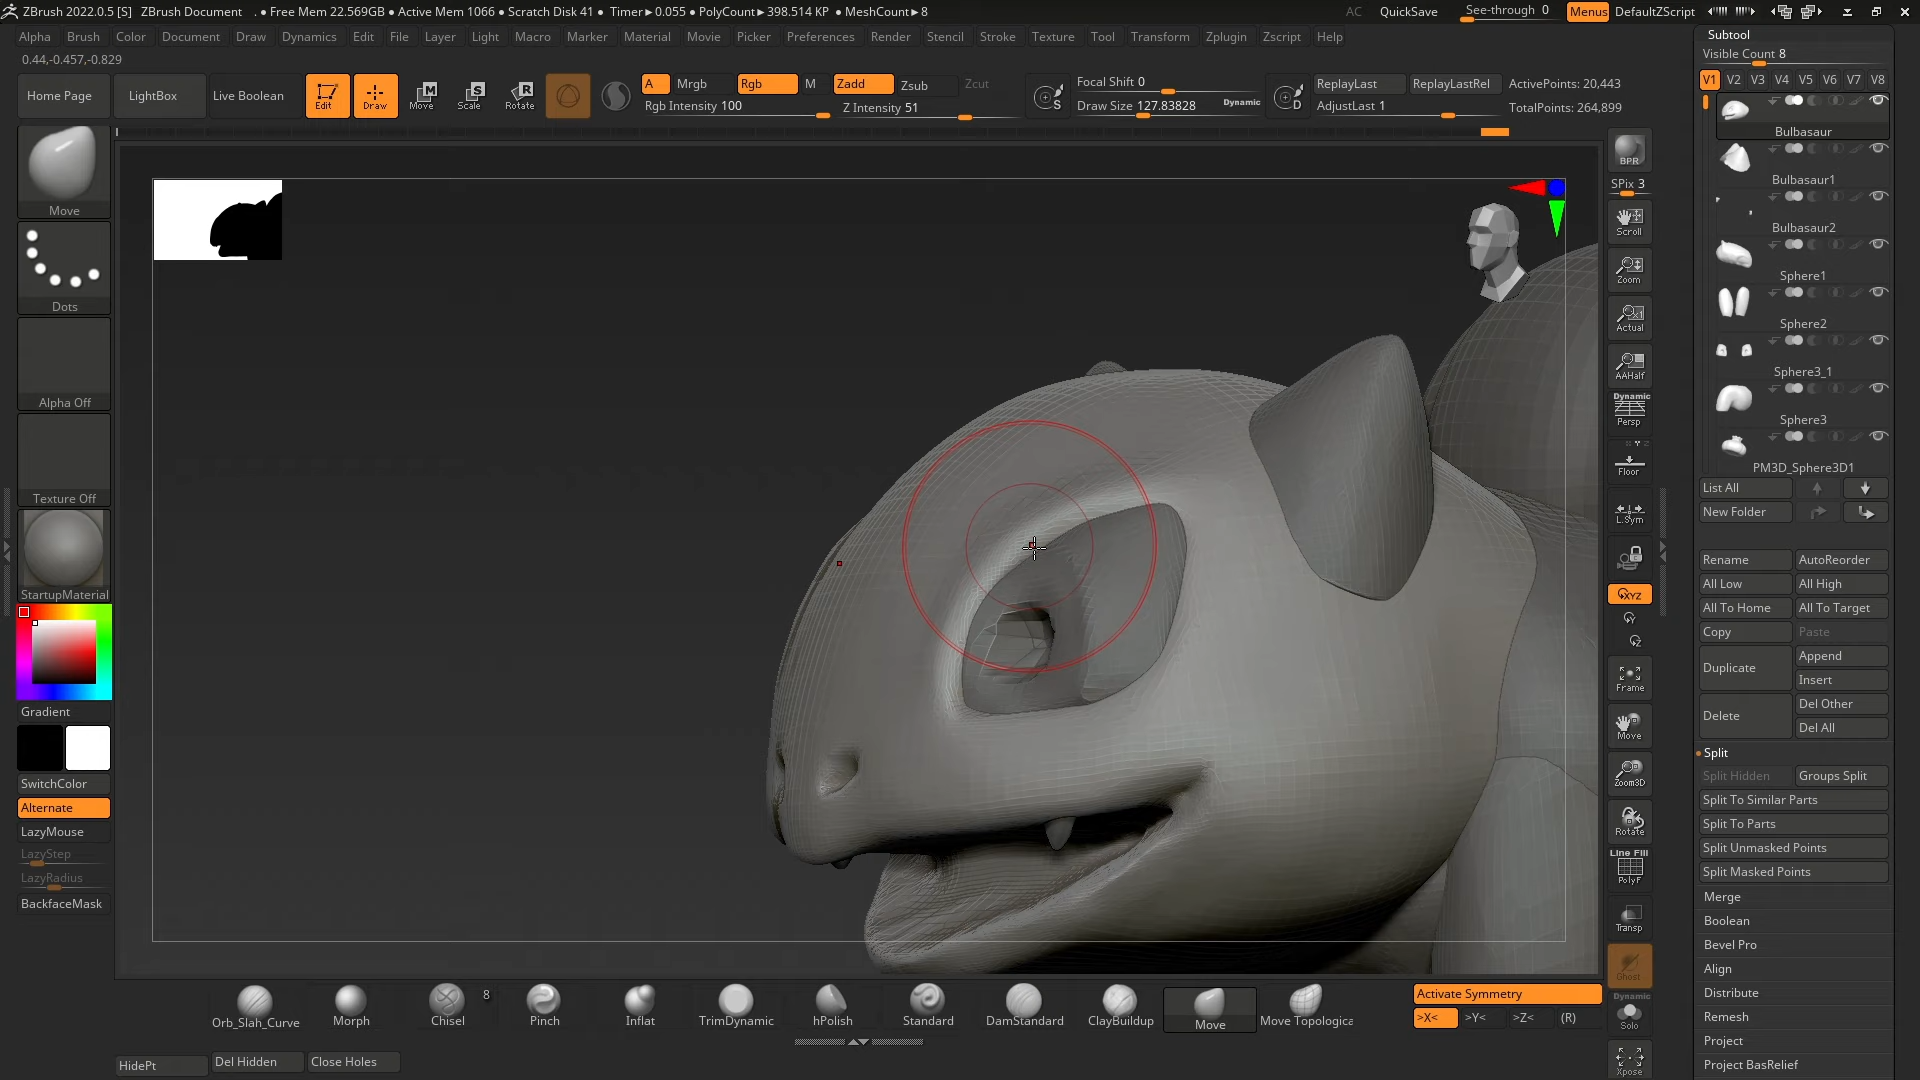 ZBrush 2022.0.5 [S] ZBrush Document . • Free Mem 22.569GB • Active Mem 1066 • Scratch Disk 41 • Timer►0.055 • PolyCount►398.514 KP • MeshCount►8 AC QuickSave See-through 0 Menus DefaultZScript
Alpha Brush Color Document Draw Dynamics Edit File Layer Light Macro Marker Material Movie Picker Preferences Render Stencil Stroke Texture Tool Transform Zplugin Zscript Help
0.44,-0.457,-0.829
Home Page LightBox Live Boolean Edit Draw Move Scale Rotate
A Mrgb Rgb M Zadd Zsub Zcut
Rgb Intensity 100 Z Intensity 51
Focal Shift 0
Draw Size 127.83828 Dynamic
ReplayLast ReplayLastRel ActivePoints: 20,443
AdjustLast 1 TotalPoints: 264,899
Move
Dots
Alpha Off
Texture Off
StartupMaterial
Gradient
SwitchColor
Alternate
LazyMouse
LazyStep
LazyRadius
BackfaceMask
BPR
SPix 3
Scroll
Zoom
Actual
AAHalf
Dynamic
Persp
Floor
L.Sym
XYZ
Frame
Move
Zoom3D
Rotate
Line Fill
PolyF
Transp
Ghost
Dynamic
Solo
Xpose
Subtool
Visible Count 8
V1 V2 V3 V4 V5 V6 V7 V8
Bulbasaur
Bulbasaur1
Bulbasaur2
Sphere1
Sphere2
Sphere3_1
Sphere3
PM3D_Sphere3D1
List All
New Folder
Rename AutoReorder
All Low All High
All To Home All To Target
Copy Paste
Duplicate Append
Insert
Delete Del Other
Del All
Split
Split Hidden Groups Split
Split To Similar Parts
Split To Parts
Split Unmasked Points
Split Masked Points
Merge
Boolean
Bevel Pro
Align
Distribute
Remesh
Project
Project BasRelief
Orb_Slah_Curve Morph Chisel 8 Pinch Inflat TrimDynamic hPolish Standard DamStandard ClayBuildup Move Move Topologica
Activate Symmetry
>X< >Y< >Z< (R)
HidePt Del Hidden Close Holes